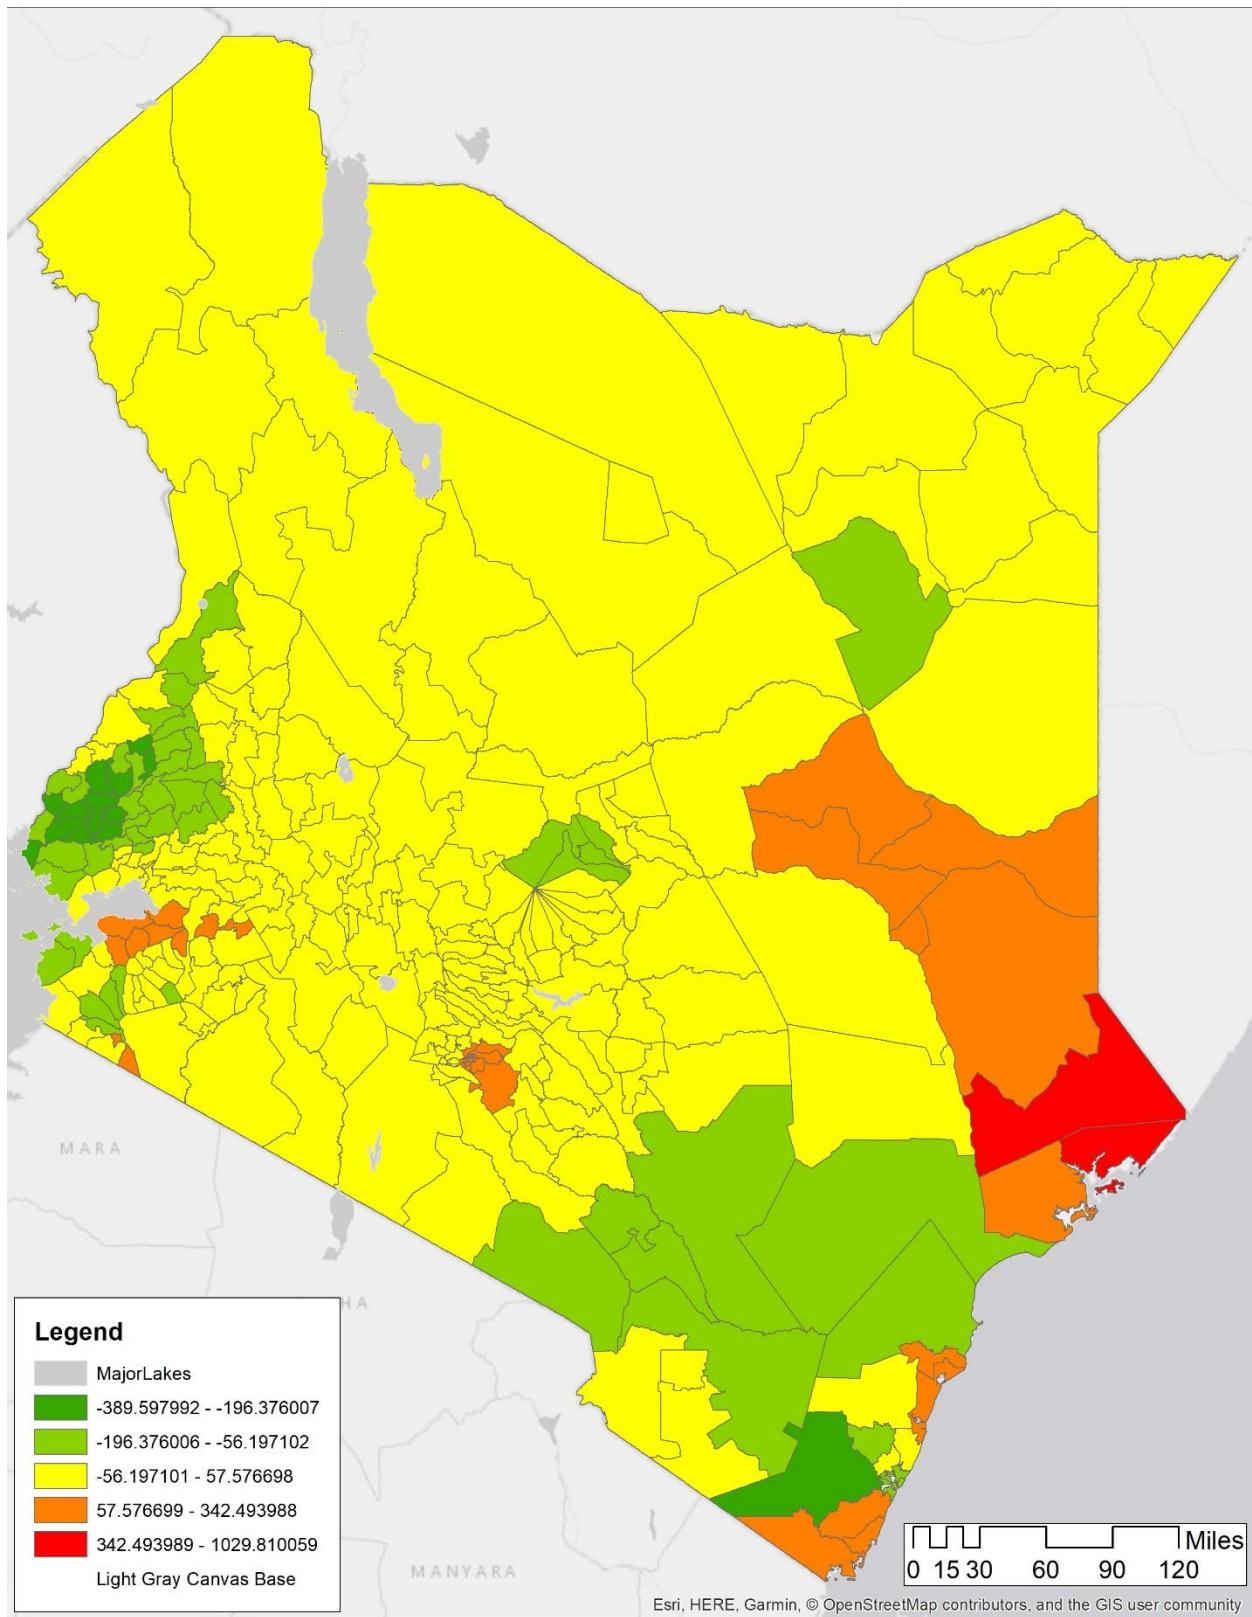 MARA
HA
MANYARA
Legend
MajorLakes
-389.597992 - -196.376007
-196.376006 - -56.197102
-56.197101 - 57.576698
57.576699 - 342.493988
342.493989 - 1029.810059
Light Gray Canvas Base
Miles
0 15 30 60 90 120
Esri, HERE, Garmin, © OpenStreetMap contributors, and the GIS user community